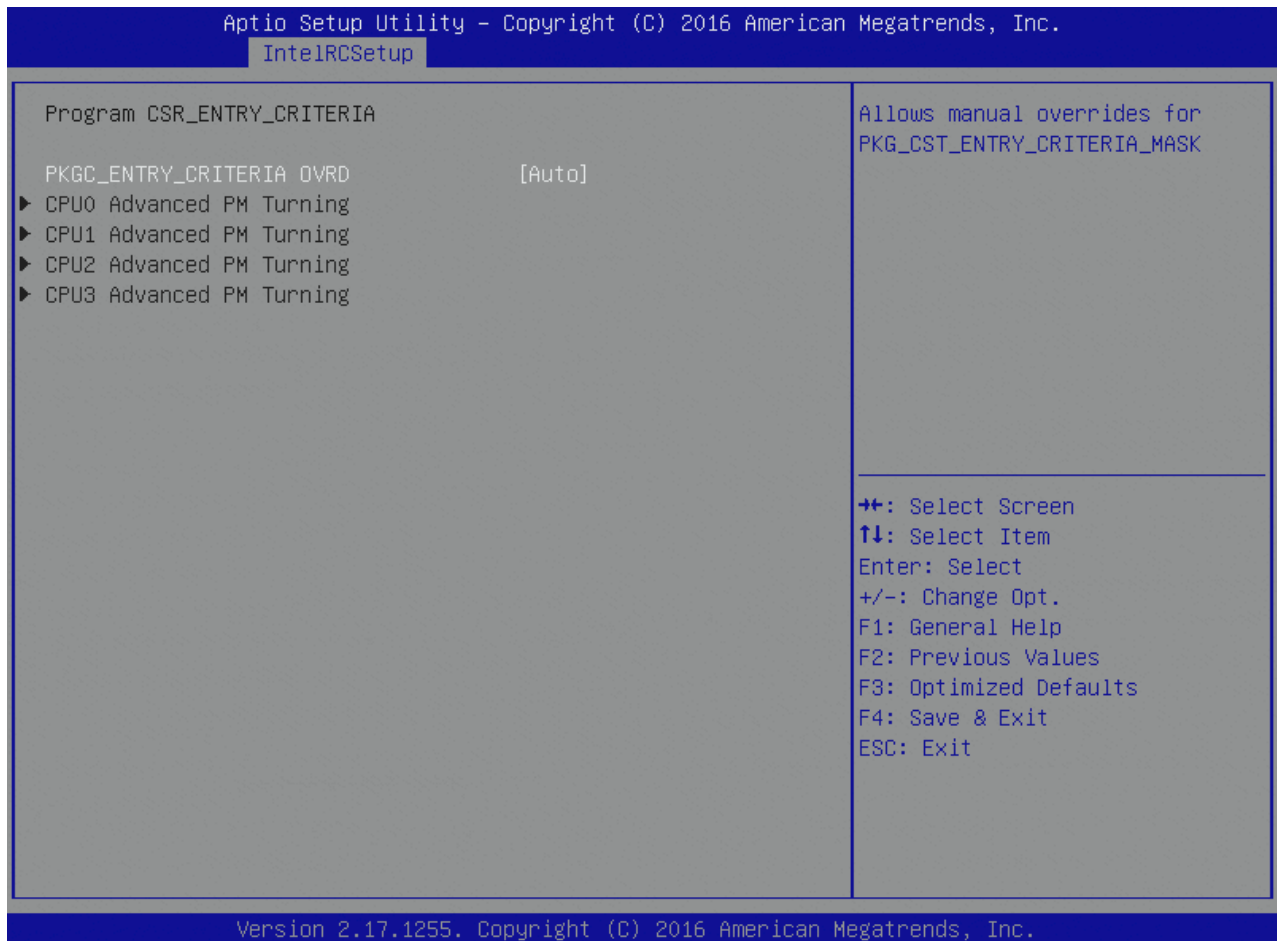 Aptio Setup Utility – Copyright (C) 2016 American Megatrends, Inc.
IntelRCSetup
Program CSR_ENTRY_CRITERIA
PKGC_ENTRY_CRITERIA OVRD [Auto]
▶ CPU0 Advanced PM Turning
▶ CPU1 Advanced PM Turning
▶ CPU2 Advanced PM Turning
▶ CPU3 Advanced PM Turning
Allows manual overrides for
PKG_CST_ENTRY_CRITERIA_MASK
→←: Select Screen
↑↓: Select Item
Enter: Select
+/-: Change Opt.
F1: General Help
F2: Previous Values
F3: Optimized Defaults
F4: Save & Exit
ESC: Exit
Version 2.17.1255. Copyright (C) 2016 American Megatrends, Inc.